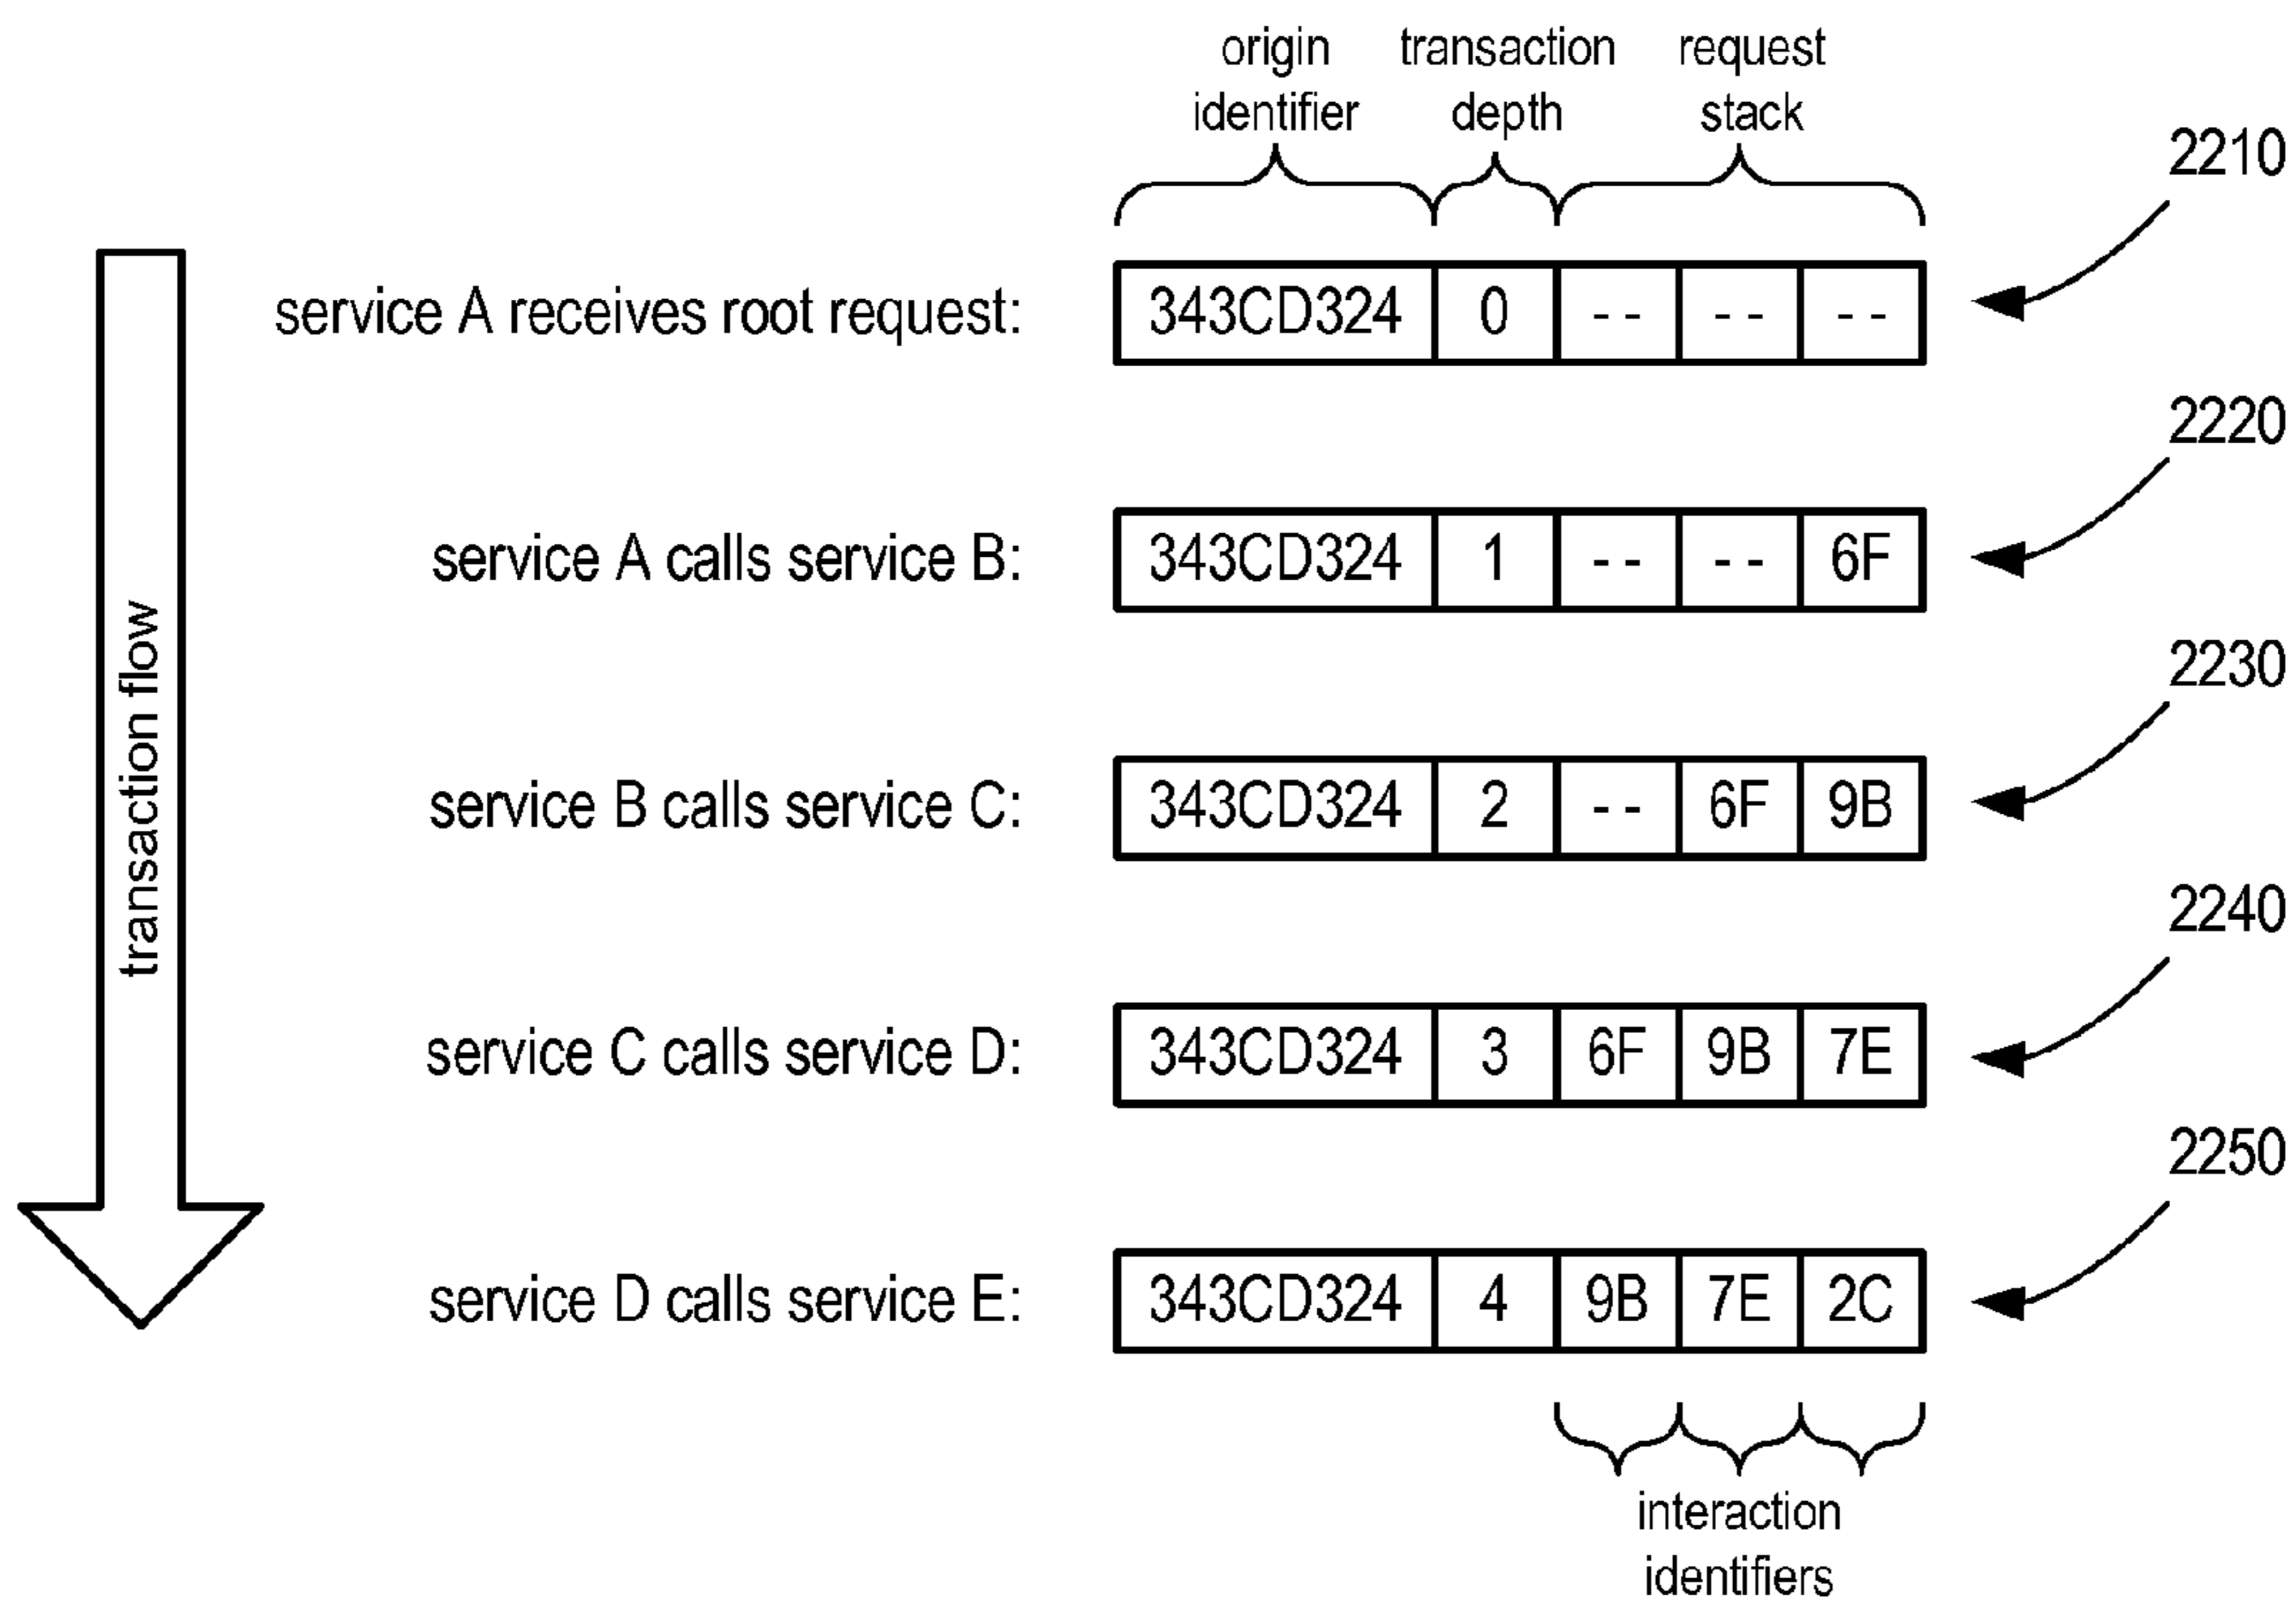 origin transaction request
identifier depth stack
2210
service A receives root request: 343CD324 0 -- -- --
2220
service A calls service B: 343CD324 1 -- -- 6F
2230
service B calls service C: 343CD324 2 -- 6F 9B
2240
service C calls service D: 343CD324 3 6F 9B 7E
2250
service D calls service E: 343CD324 4 9B 7E 2C
transaction flow
interaction
identifiers